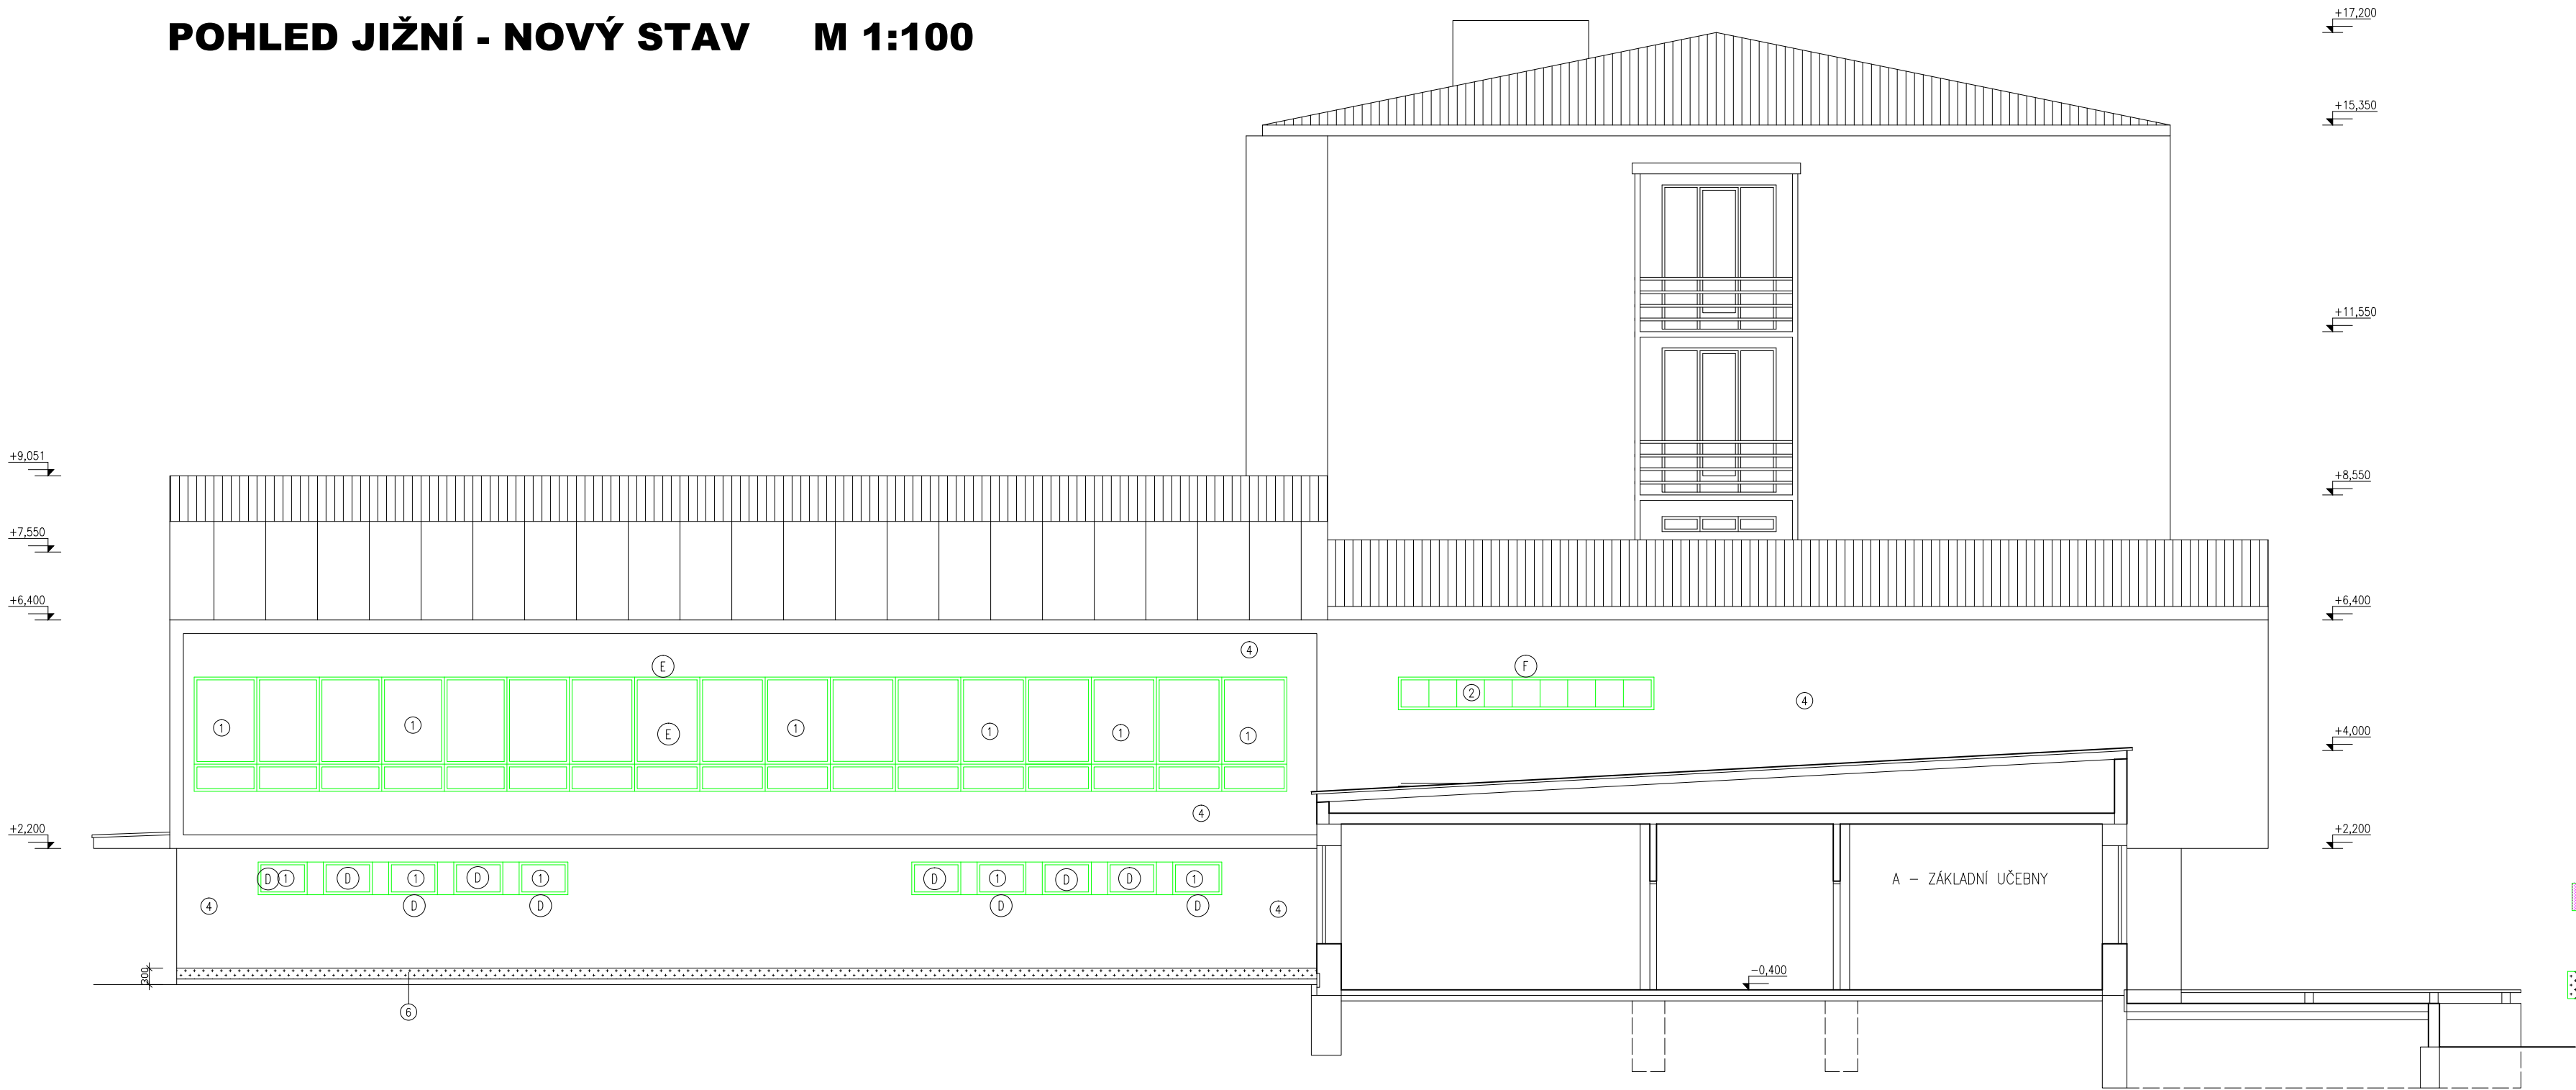 POHLED JIŽNÍ - NOVÝ STAV M 1:100
+17,200
+15,350
+11,550
+9,051
+8,550
+7,550
+6,400
+6,400
4
E
F
2
4
1
1
1
1
1
1
E
+4,000
4
+2,200
+2,200
D
1
D
1
D
1
D
1
D
D
1
A - ZÁKLADNÍ UČEBNY
4
D
D
D
D
4
300
-0,400
6